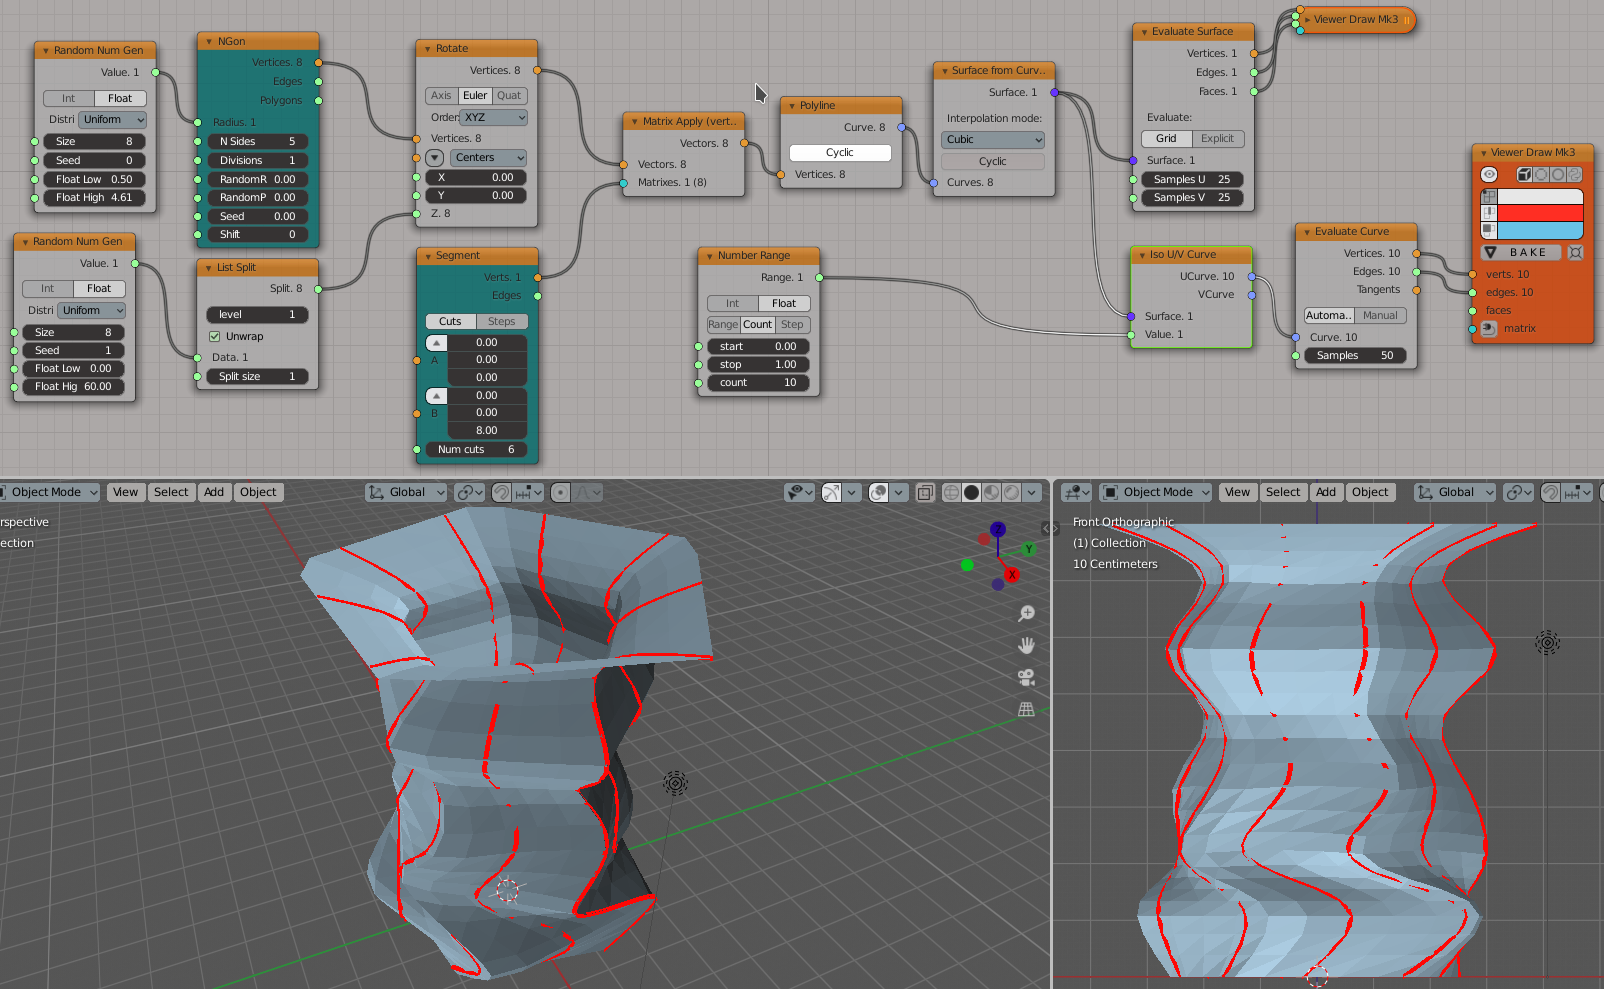 Random Num Gen
Value. 1
Int Float
Distri Uniform
Size 8
Seed 0
Float Low 0.50
Float High 4.61
Random Num Gen
Value. 1
Int Float
Distri Uniform
Size 8
Seed 1
Float Low 0.00
Float Hig 60.00
NGon
Vertices. 8
Edges
Polygons
Radius. 1
N Sides 5
Divisions 1
RandomR 0.00
RandomP 0.00
Seed 0.00
Shift 0
List Split
Split. 8
level 1
Unwrap
Data. 1
Split size 1
Rotate
Vertices. 8
Axis Euler Quat
Order: XYZ
Vertices. 8
Centers
X 0.00
Y 0.00
Z. 8
Segment
Verts. 1
Edges
Cuts Steps
0.00
A 0.00
0.00
0.00
B 0.00
8.00
Num cuts 6
Matrix Apply (vert..
Vectors. 8
Vectors. 8
Matrixes. 1 (8)
Polyline
Curve. 8
Cyclic
Vertices. 8
Number Range
Range. 1
Int Float
Range Count Step
start 0.00
stop 1.00
count 10
Surface from Curv..
Surface. 1
Interpolation mode:
Cubic
Cyclic
Curves. 8
Evaluate Surface
Vertices. 1
Edges. 1
Faces. 1
Evaluate:
Grid Explicit
Surface. 1
Samples U 25
Samples V 25
Iso U/V Curve
UCurve. 10
VCurve
Surface. 1
Value. 1
Viewer Draw Mk3
Evaluate Curve
Vertices. 10
Edges. 10
Tangents
Automa.. Manual
Curve. 10
Samples 50
Viewer Draw Mk3
BAKE
verts. 10
edges. 10
faces
matrix
Object Mode View Select Add Object Global
rspective
ection
Z
Y
X
Object Mode View Select Add Object Global
Front Orthographic
(1) Collection
10 Centimeters